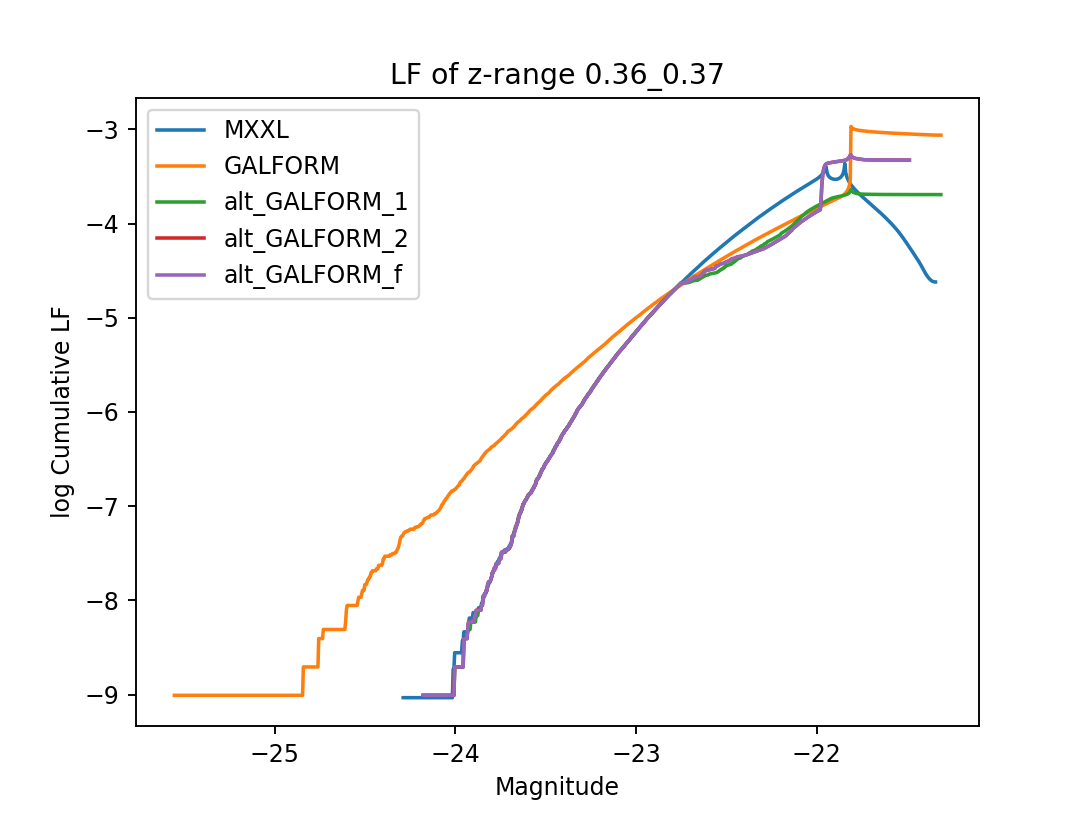 LF of z-range 0.36_0.37
MXXL
GALFORM
alt_GALFORM_1
alt_GALFORM_2
alt_GALFORM_f
−3
−4
−5
−6
−7
−8
−9
log Cumulative LF
−25
−24
−23
−22
Magnitude